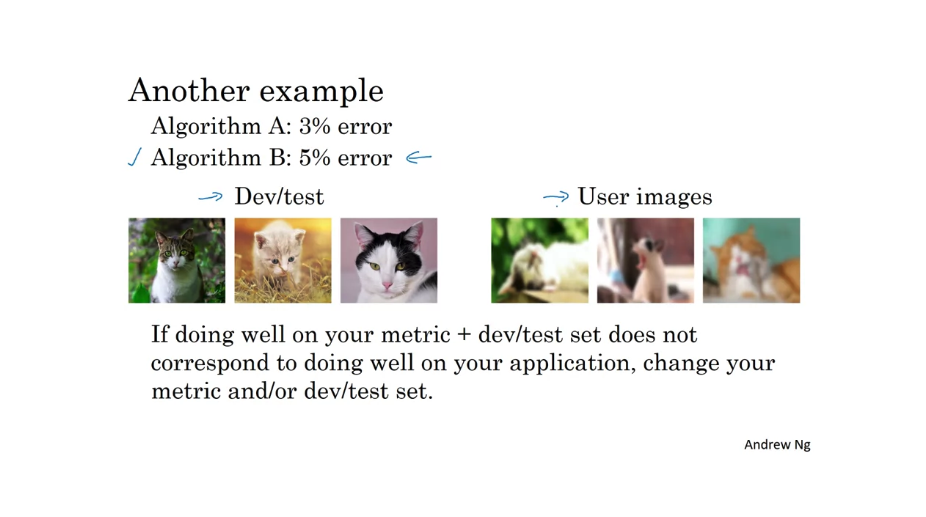 Another example
Algorithm A: 3% error
Algorithm B: 5% error
Dev/test
User images
If doing well on your metric + dev/test set does not
correspond to doing well on your application, change your
metric and/or dev/test set.
Andrew Ng